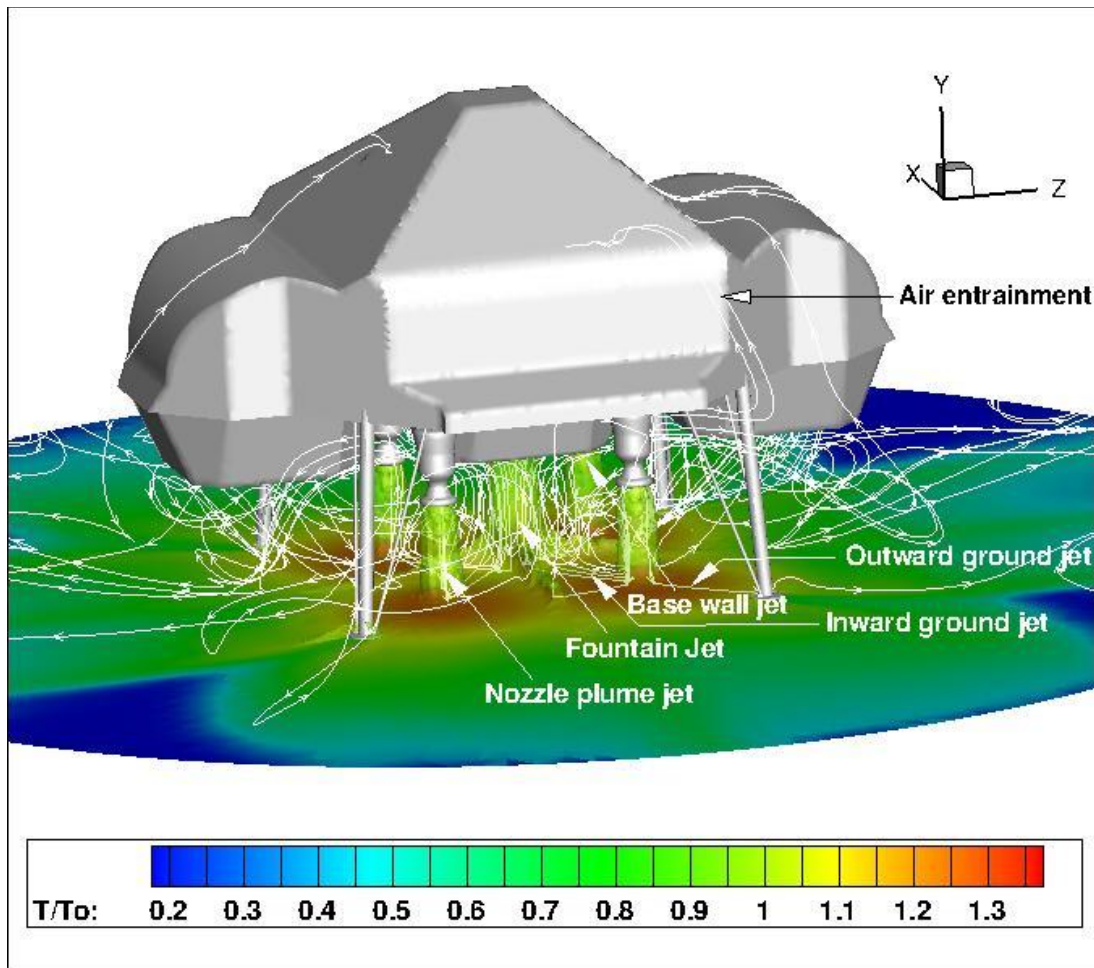 Y
X
Z
Air entrainment
Outward ground jet
Base wall jet
Inward ground jet
Fountain Jet
Nozzle plume jet
T/To: 0.2 0.3 0.4 0.5 0.6 0.7 0.8 0.9 1 1.1 1.2 1.3